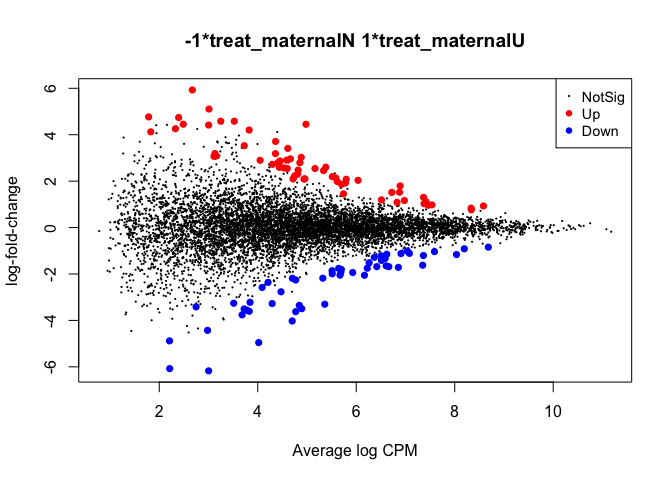 -1*treat_maternalN 1*treat_maternalU
NotSig
Up
Down
6
4
2
0
-2
-4
-6
log-fold-change
2 4 6 8 10
Average log CPM